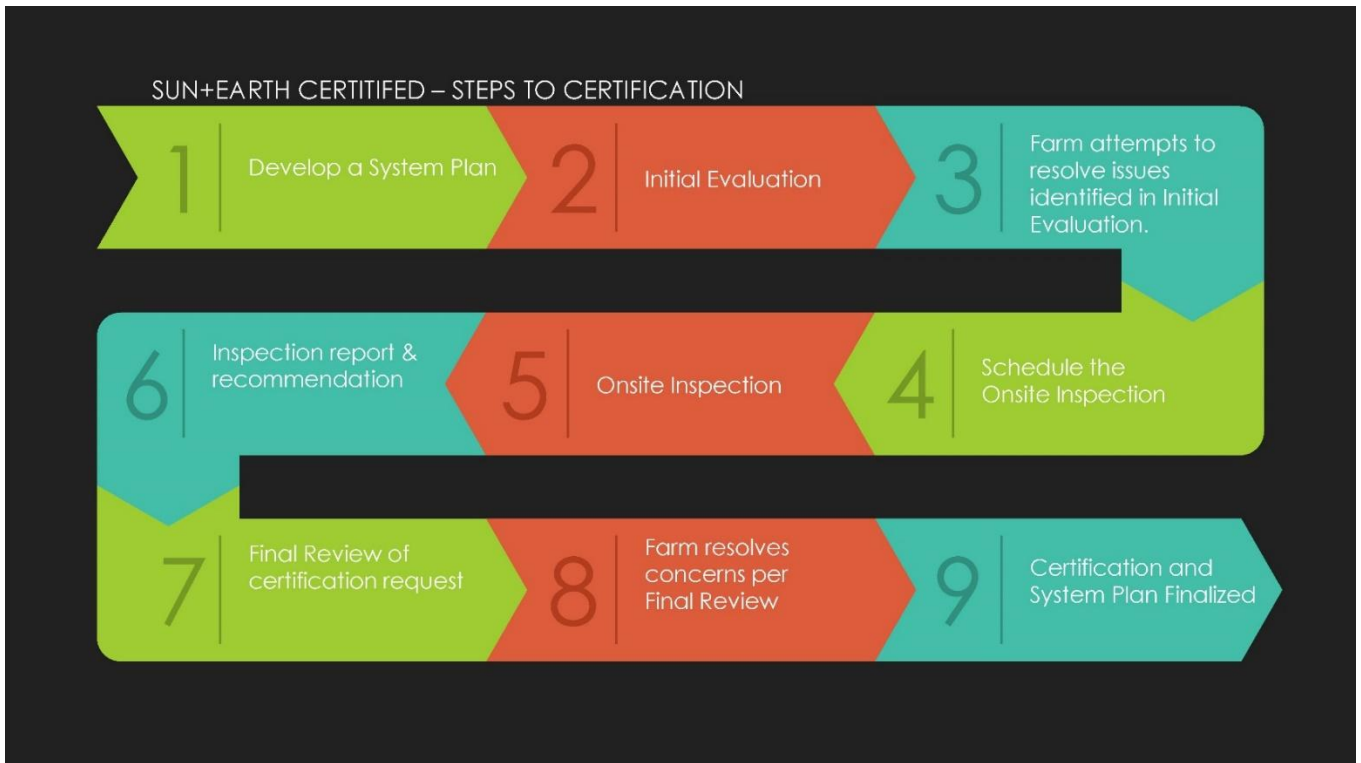 SUN+EARTH CERTITIFED – STEPS TO CERTIFICATION
1
Develop a System Plan
2
Initial Evaluation
3
Farm attempts to
resolve issues
identified in Initial
Evaluation.
4
Schedule the
Onsite Inspection
5
Onsite Inspection
6
Inspection report &
recommendation
7
Final Review of
certification request
8
Farm resolves
concerns per
Final Review
9
Certification and
System Plan Finalized